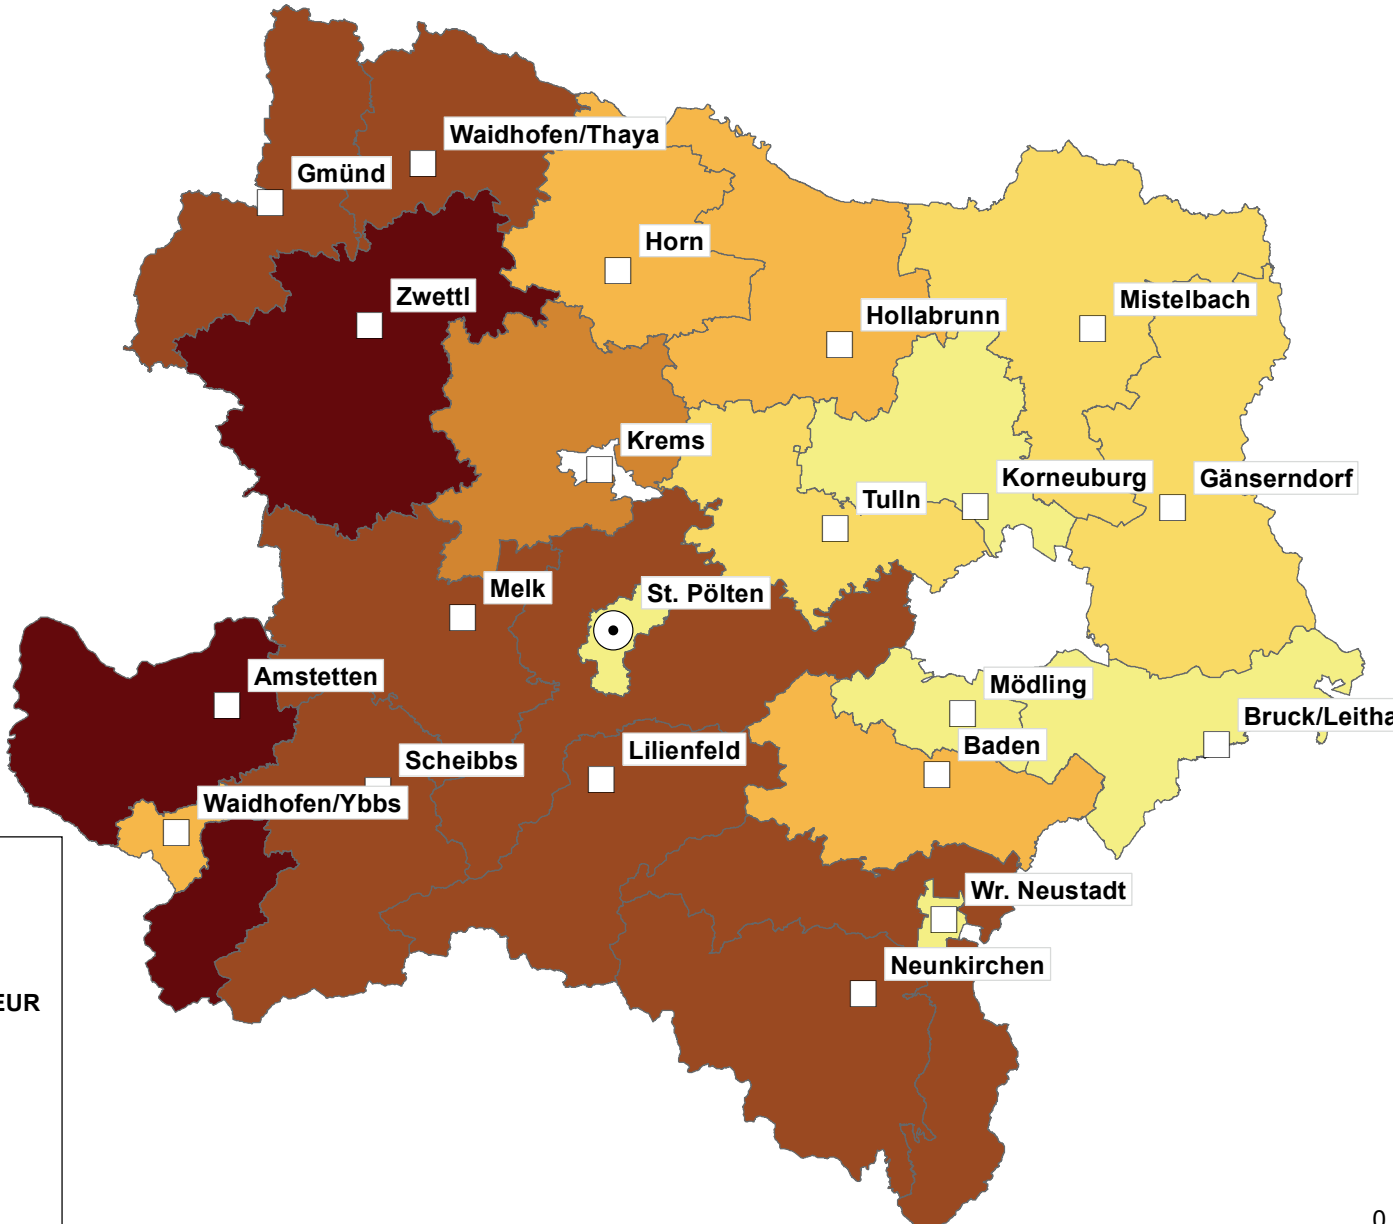 Waidhofen/Thaya
Gmünd
Horn
Zwettl
Mistelbach
Hollabrunn
Krems
Korneuburg
Gänserndorf
Tulln
Melk
St. Pölten
Amstetten
Mödling
Bruck/Leitha
Baden
Lilienfeld
Scheibbs
Waidhofen/Ybbs
Wr. Neustadt
Neunkirchen
EUR
0